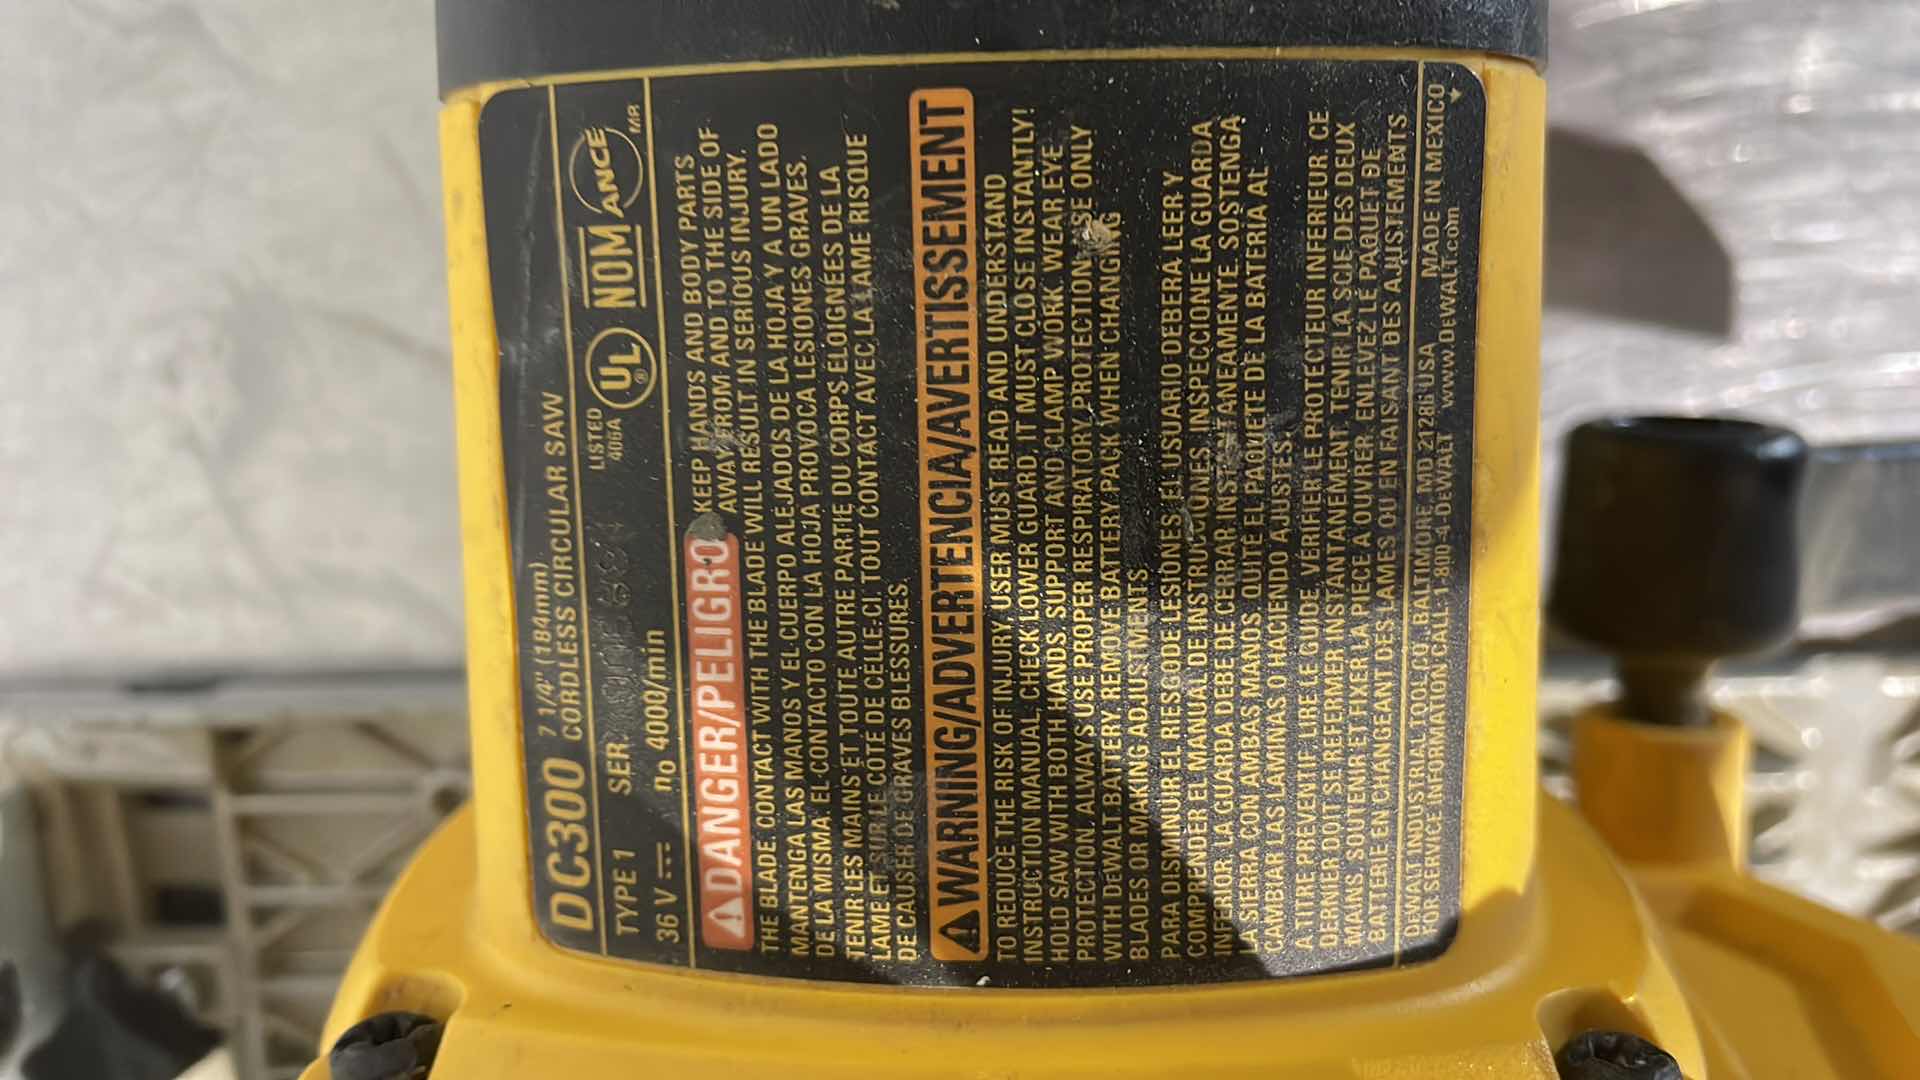 DC300 7 1/4" (184mm)
CORDLESS CIRCULAR SAW
TYPE 1 SER. LISTED
406A
UL ® NOM ANCE MR
36 V no 4000/min
DANGER/PELIGRO KEEP HANDS AND BODY PARTS
AWAY FROM AND TO THE SIDE OF
THE BLADE. CONTACT WITH THE BLADE WILL RESULT IN SERIOUS INJURY.
MANTENGA LAS MANOS Y EL CUERPO ALEJADOS DE LA HOJA Y A UN LADO
DE LA MISMA. EL CONTACTO CON LA HOJA PROVOCA LESIONES GRAVES.
TENIR LES MAINS ET TOUTE AUTRE PARTIE DU CORPS ÉLOIGNÉES DE LA
LAME ET SUR LE CÔTÉ DE CELLE-CI. TOUT CONTACT AVEC LA LAME RISQUE
DE CAUSER DE GRAVES BLESSURES.
WARNING/ADVERTENCIA/AVERTISSEMENT
TO REDUCE THE RISK OF INJURY, USER MUST READ AND UNDERSTAND
INSTRUCTION MANUAL. CHECK LOWER GUARD. IT MUST CLOSE INSTANTLY!
HOLD SAW WITH BOTH HANDS. SUPPORT AND CLAMP WORK. WEAR EYE
PROTECTION. ALWAYS USE PROPER RESPIRATORY PROTECTION. USE ONLY
WITH DEWALT BATTERY. REMOVE BATTERY PACK WHEN CHANGING
BLADES OR MAKING ADJUSTMENTS.
PARA DISMINUIR EL RIESGO DE LESIONES, EL USUARIO DEBERÁ LEER Y
COMPRENDER EL MANUAL DE INSTRUCCIONES. INSPECCIONE LA GUARDA
INFERIOR. LA GUARDA DEBE DE CERRAR INSTANTÁNEAMENTE. SOSTENGA
LA SIERRA CON AMBAS MANOS. QUITE EL PAQUETE DE LA BATERÍA AL
CAMBIAR LAS LÁMINAS O HACIENDO AJUSTES.
À TITRE PRÉVENTIF, LIRE LE GUIDE. VÉRIFIER LE PROTECTEUR INFÉRIEUR. CE
DERNIER DOIT SE REFERMER INSTANTANÉMENT. TENIR LA SCIE DES DEUX
MAINS. SOUTENIR ET FIXER LA PIÈCE À OUVRER. ENLEVEZ LE PAQUET DE
BATTERIE EN CHANGEANT DES LAMES OU EN FAISANT DES AJUSTEMENTS.
DEWALT INDUSTRIAL TOOL CO. BALTIMORE, MD 21286 USA MADE IN MEXICO
FOR SERVICE INFORMATION, CALL: 1-800-4-DEWALT www.DEWALT.com